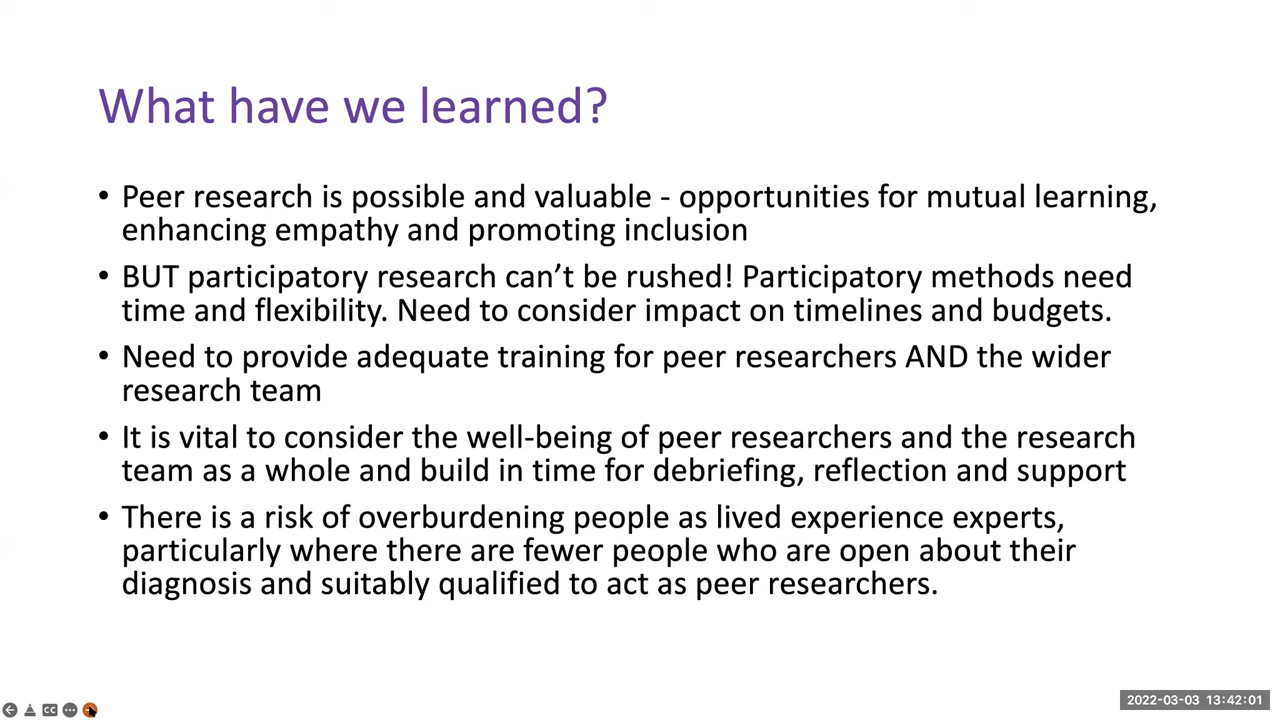 What have we learned?
• Peer research is possible and valuable - opportunities for mutual learning,
enhancing empathy and promoting inclusion
• BUT participatory research can’t be rushed! Participatory methods need
time and flexibility. Need to consider impact on timelines and budgets.
• Need to provide adequate training for peer researchers AND the wider
research team
• It is vital to consider the well-being of peer researchers and the research
team as a whole and build in time for debriefing, reflection and support
• There is a risk of overburdening people as lived experience experts,
particularly where there are fewer people who are open about their
diagnosis and suitably qualified to act as peer researchers.
CC
2022-03-03 13:42:01